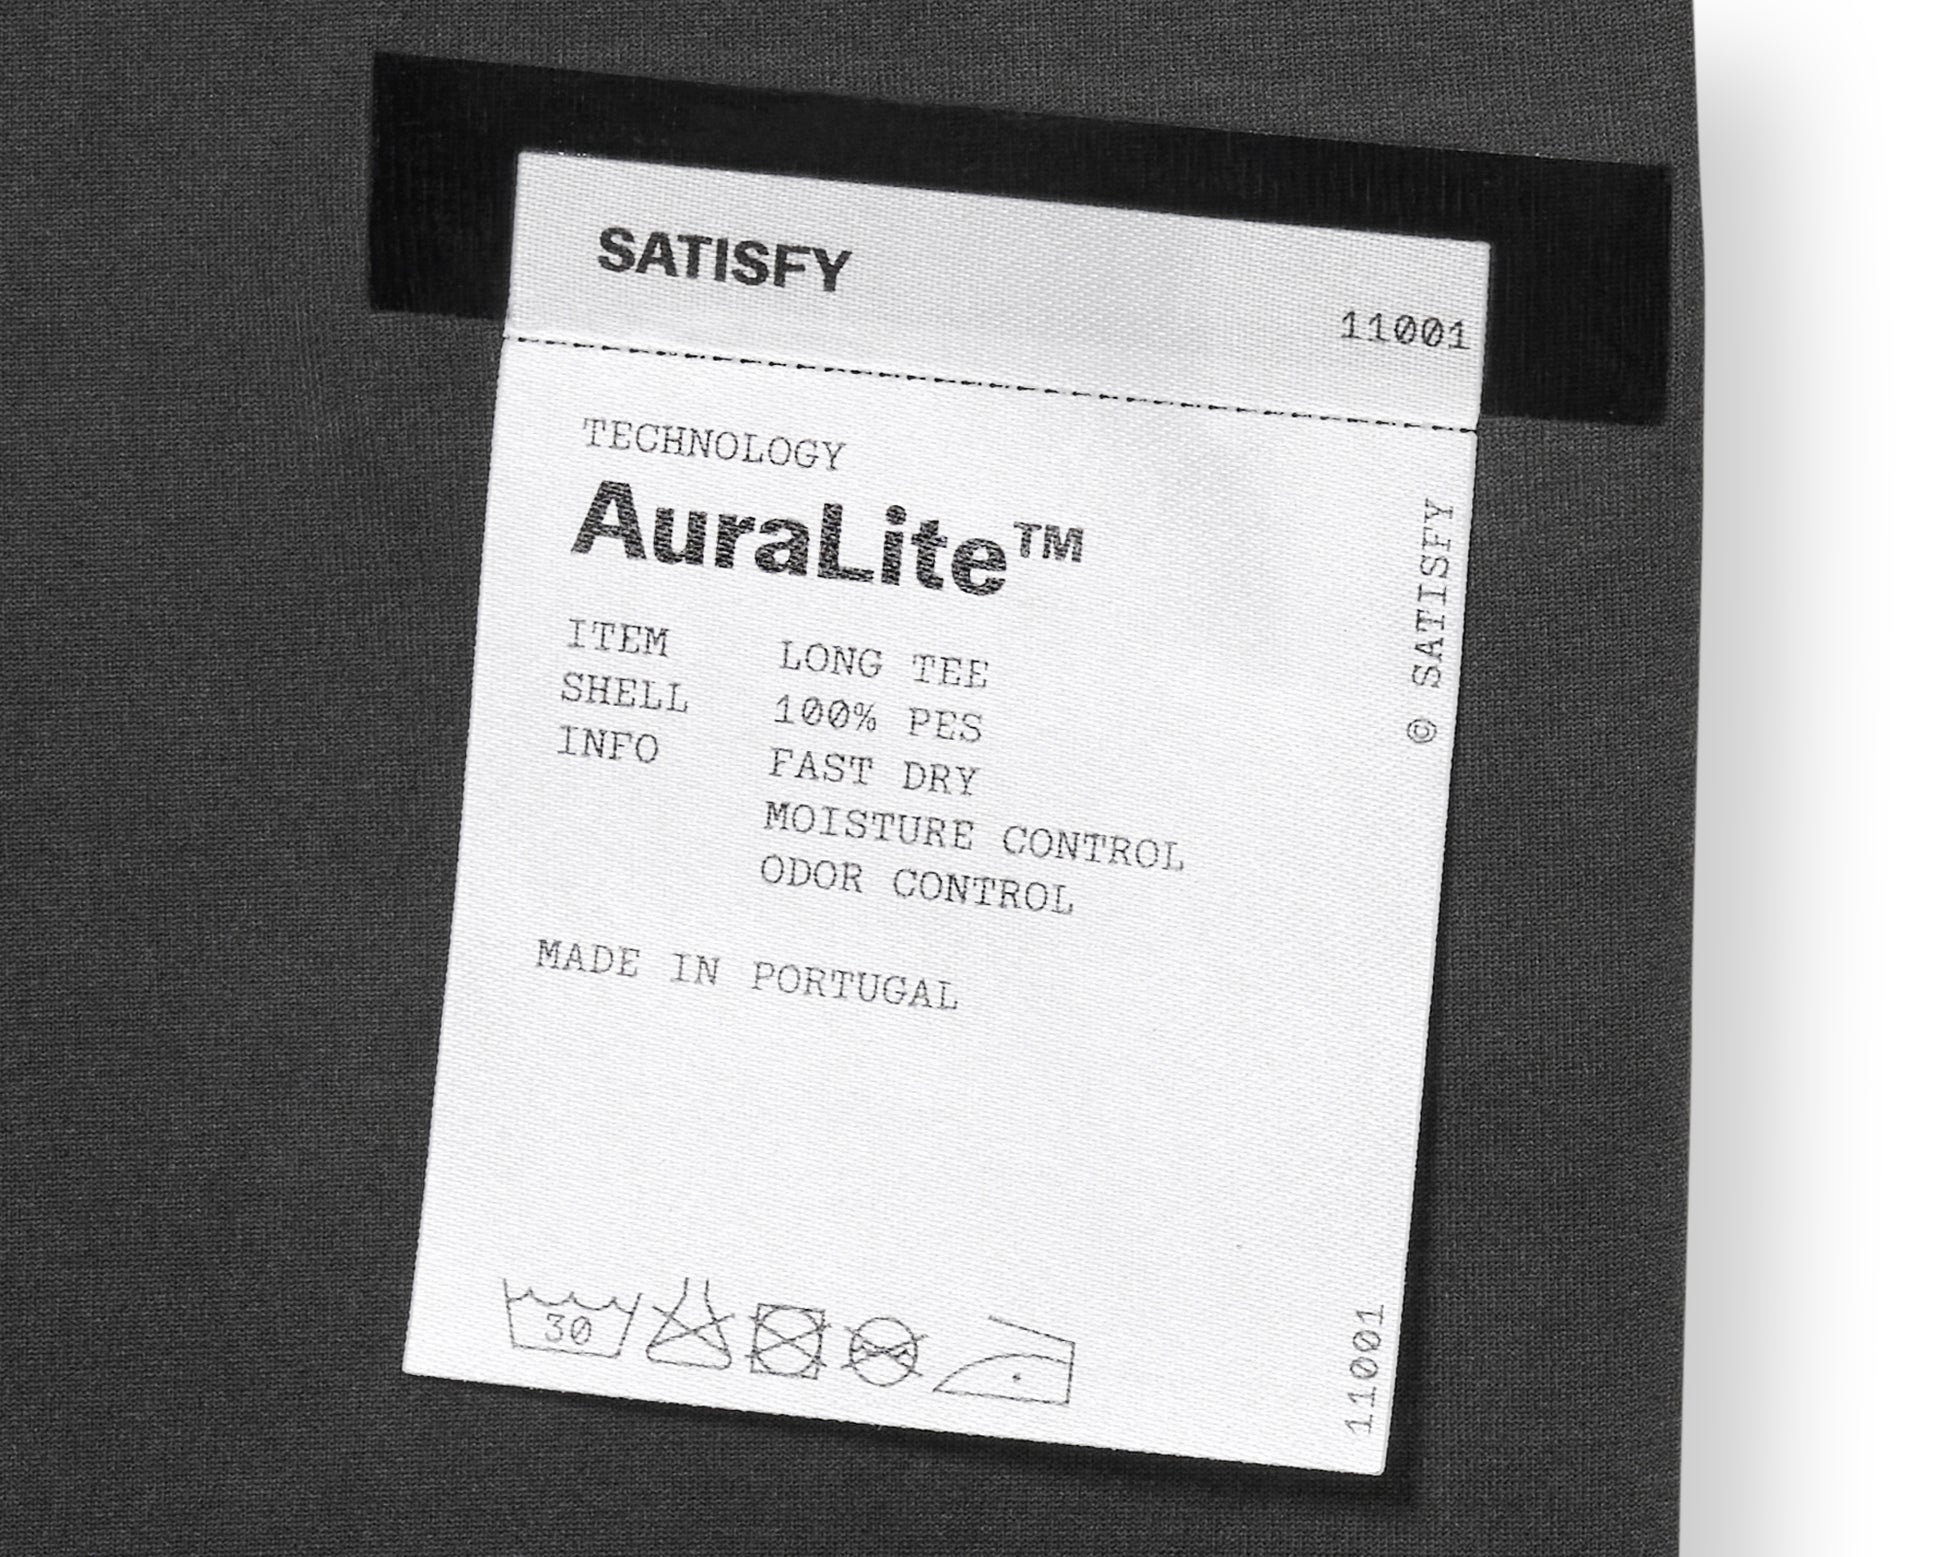 SATISFY
11001
TECHNOLOGY
AuraLite™
ITEM LONG TEE
SHELL 100% PES
INFO FAST DRY
MOISTURE CONTROL
ODOR CONTROL
MADE IN PORTUGAL
30
© SATISFY
11001